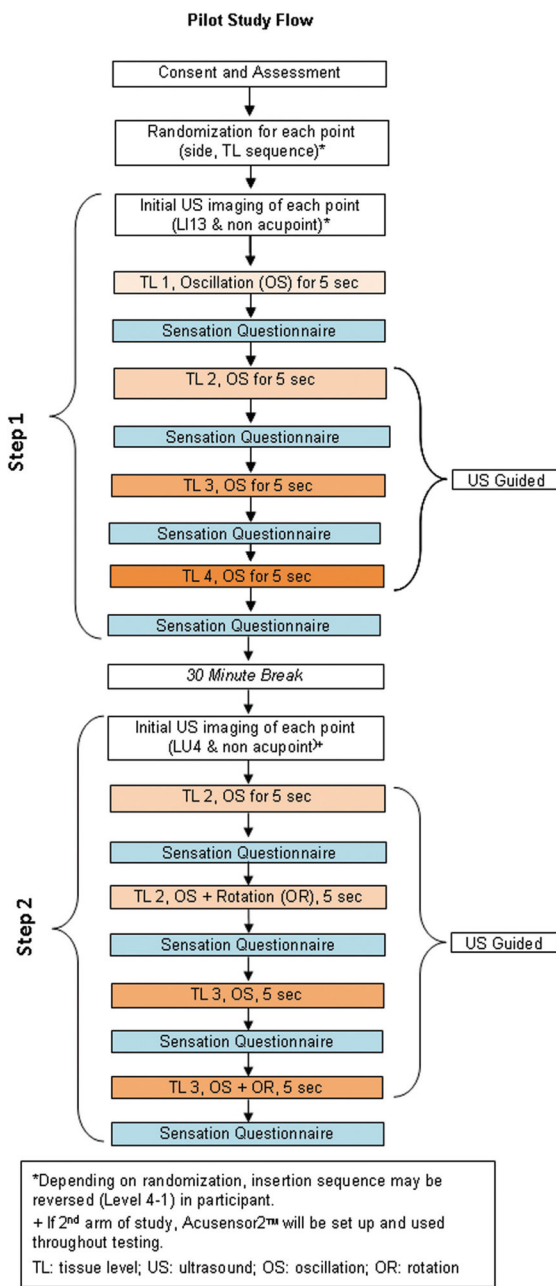 Pilot Study Flow
Consent and Assessment
Randomization for each point
(side, TL sequence)*
Initial US imaging of each point
(LI13 & non acupoint)*
TL 1, Oscillation (OS) for 5 sec
Sensation Questionnaire
TL 2, OS for 5 sec
Sensation Questionnaire
TL 3, OS for 5 sec
Sensation Questionnaire
TL 4, OS for 5 sec
Sensation Questionnaire
Step 1
US Guided
30 Minute Break
Initial US imaging of each point
(LU4 & non acupoint)+
TL 2, OS for 5 sec
Sensation Questionnaire
TL 2, OS + Rotation (OR), 5 sec
Sensation Questionnaire
TL 3, OS, 5 sec
Sensation Questionnaire
TL 3, OS + OR, 5 sec
Sensation Questionnaire
Step 2
US Guided
*Depending on randomization, insertion sequence may be
reversed (Level 4-1) in participant.
+ If 2nd arm of study, Acusensor2™ will be set up and used
throughout testing.
TL: tissue level; US: ultrasound; OS: oscillation; OR: rotation